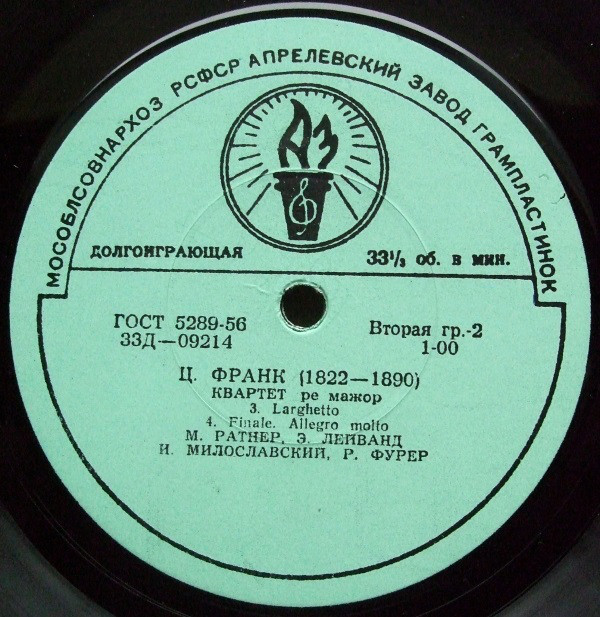 МОСОБЛСОВНАРХОЗ РСФСР АПРЕЛЕВСКИЙ ЗАВОД ГРАМПЛАСТИНОК
АЗ
ДОЛГОИГРАЮЩАЯ
33⅓ об. в мин.
ГОСТ 5289-56
33Д—09214
Вторая гр.-2
1-00
Ц. ФРАНК (1822—1890)
КВАРТЕТ ре мажор
3. Larghetto
4. Finale. Allegro molto
М. РАТНЕР, Э. ЛЕЙВАНД
И. МИЛОСЛАВСКИЙ, Р. ФУРЕР